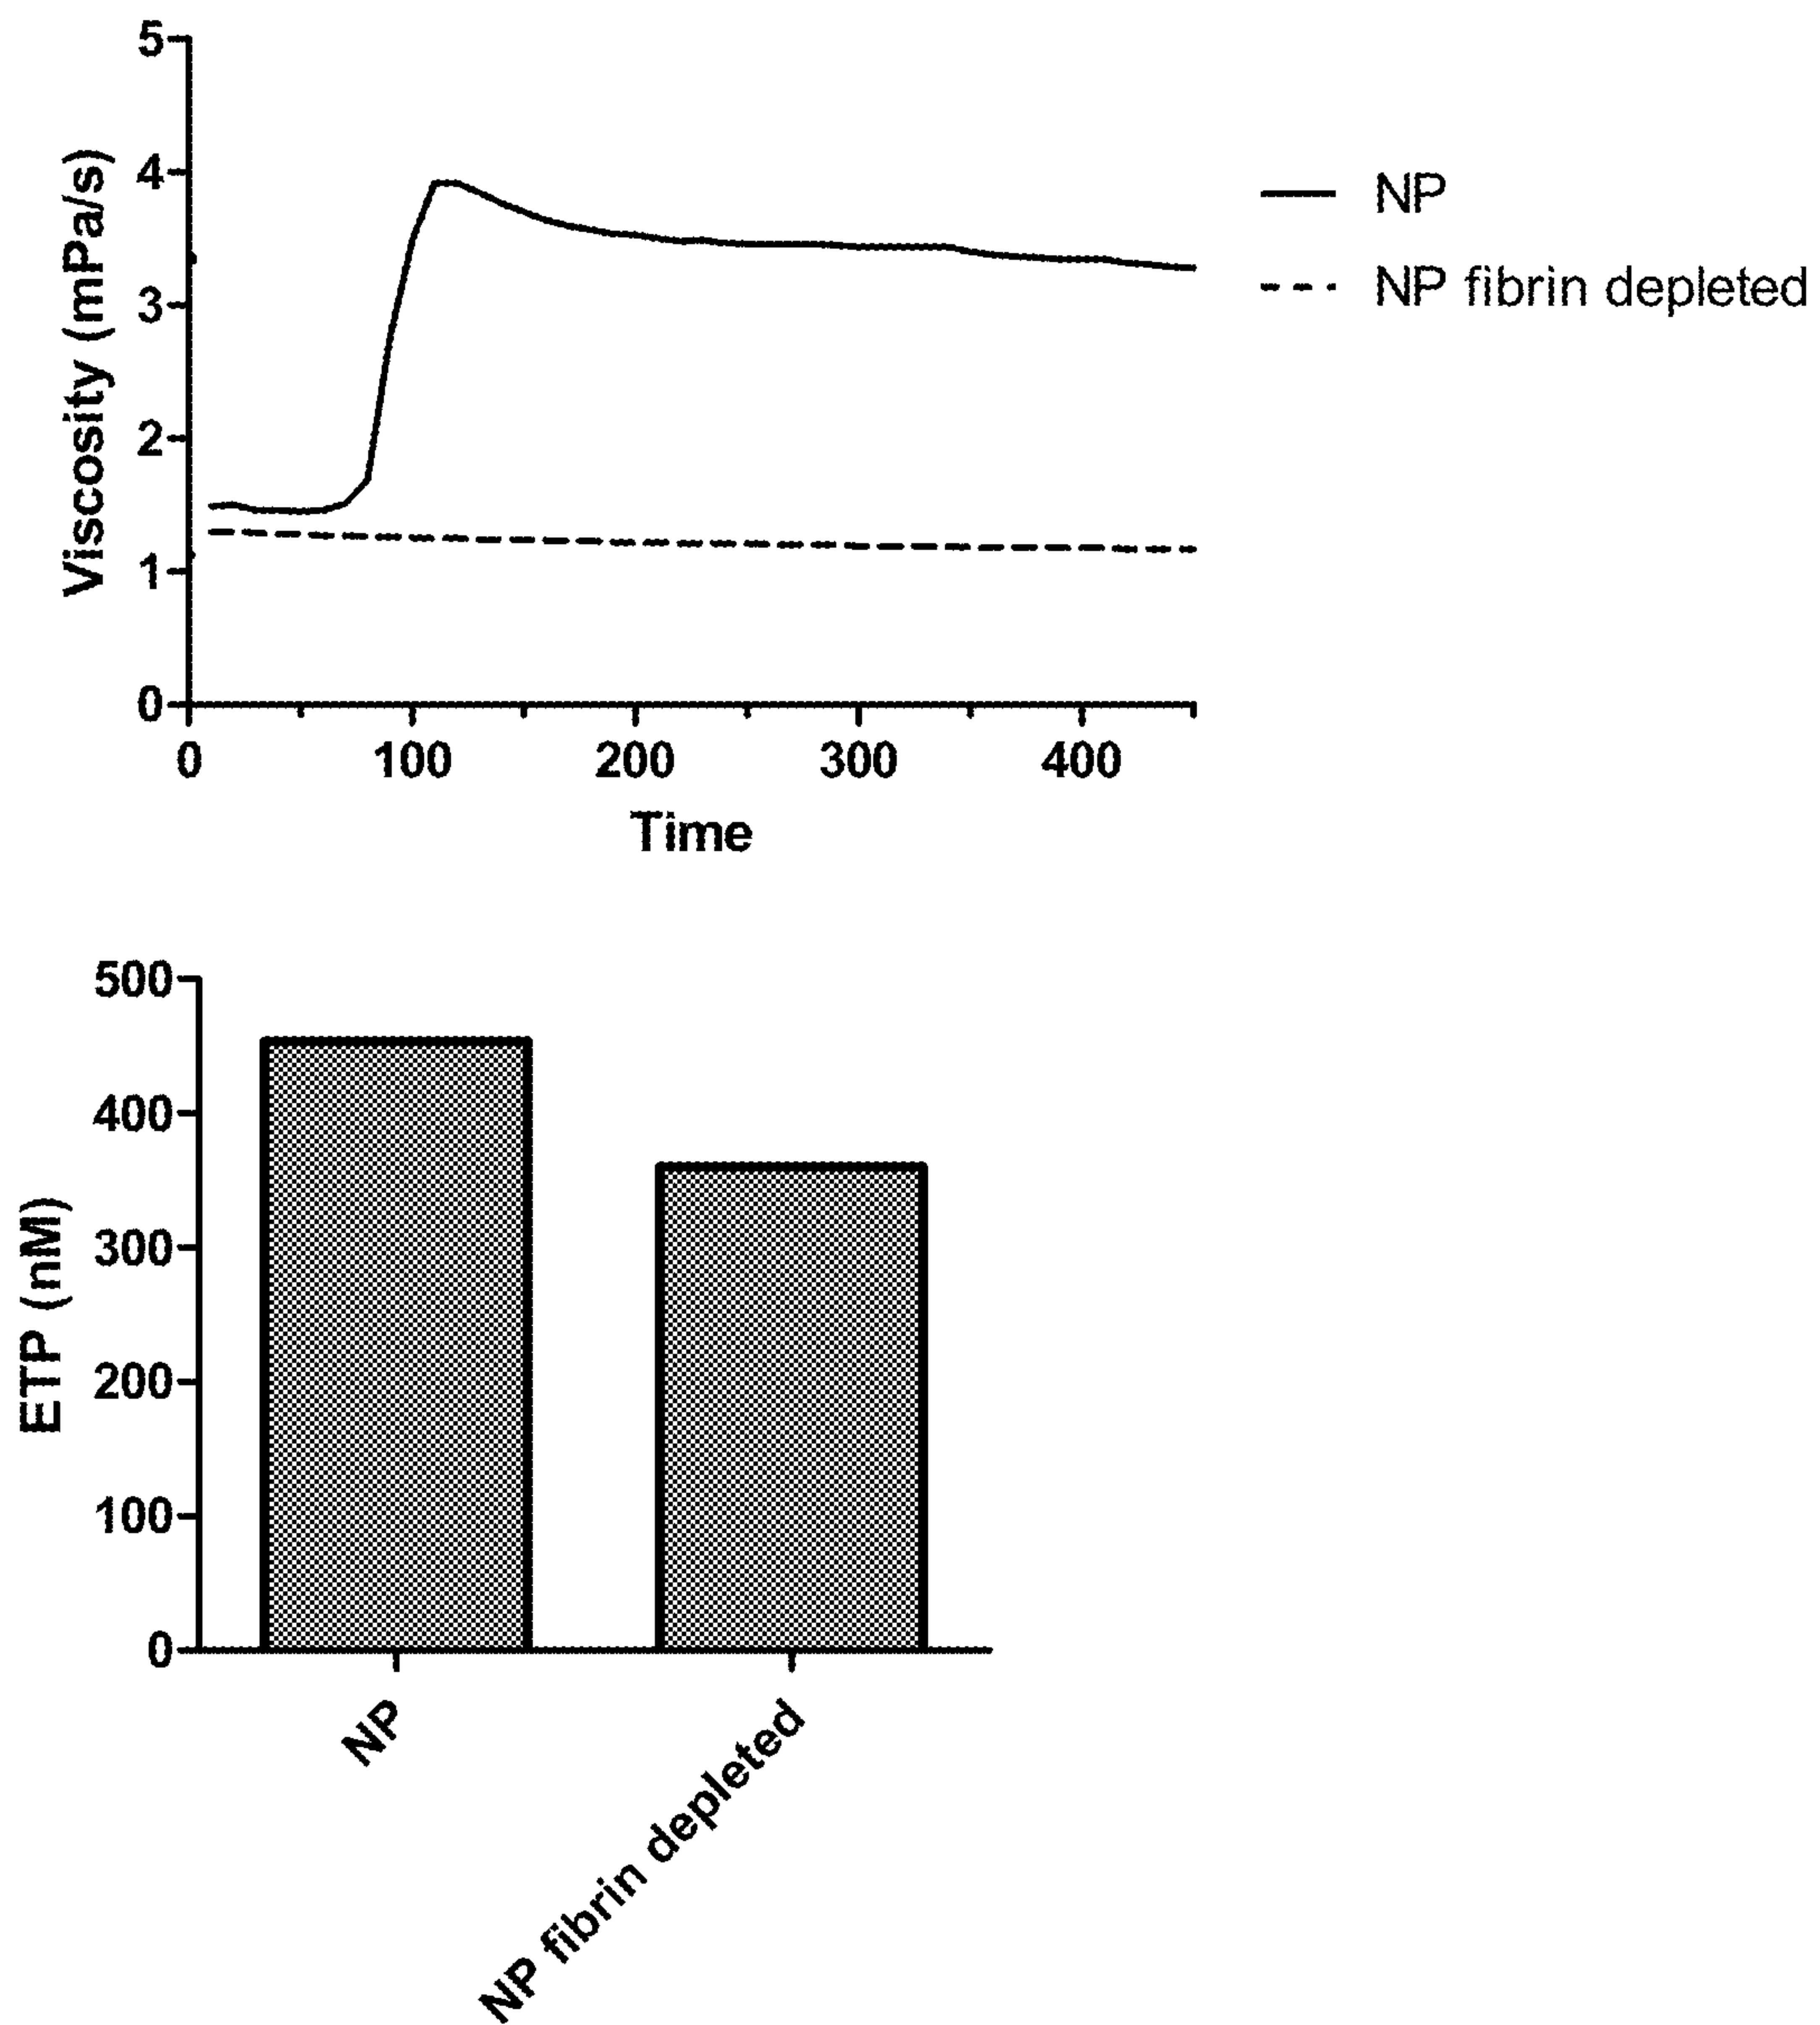 5
4
3
2
1
0
Viscosity (mPa/s)
0 100 200 300 400
Time
NP
NP fibrin depleted
500
400
300
200
100
0
ETP (nM)
NP
NP fibrin depleted